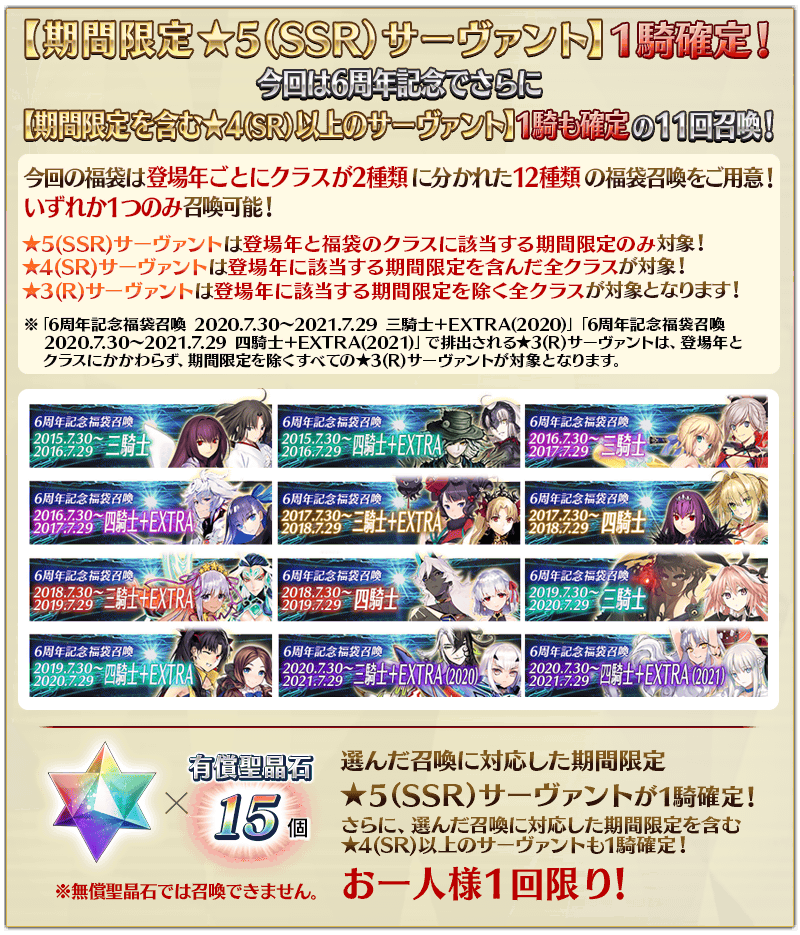 【期間限定★5(SSR)サーヴァント】1騎確定！
今回は6周年記念でさらに
【期間限定を含む★4(SR)以上のサーヴァント】1騎も確定の11回召喚！
今回の福袋は登場年ごとにクラスが2種類に分かれた12種類の福袋召喚をご用意！
いずれか1つのみ召喚可能！
★5(SSR)サーヴァントは登場年と福袋のクラスに該当する期間限定のみ対象！
★4(SR)サーヴァントは登場年に該当する期間限定を含んだ全クラスが対象！
★3(R)サーヴァントは登場年に該当する期間限定を除く全クラスが対象となります！
※「6周年記念福袋召喚 2020.7.30～2021.7.29 三騎士＋EXTRA(2020)」「6周年記念福袋召喚
2020.7.30～2021.7.29 四騎士＋EXTRA(2021)」で排出される★3(R)サーヴァントは、登場年と
クラスにかかわらず、期間限定を除くすべての★3(R)サーヴァントが対象となります。
6周年記念福袋召喚
2015.7.30～
2016.7.29 三騎士
6周年記念福袋召喚
2015.7.30～
2016.7.29 四騎士＋EXTRA
6周年記念福袋召喚
2016.7.30～
2017.7.29 三騎士
6周年記念福袋召喚
2016.7.30～
2017.7.29 四騎士＋EXTRA
6周年記念福袋召喚
2017.7.30～
2018.7.29 三騎士＋EXTRA
6周年記念福袋召喚
2017.7.30～
2018.7.29 四騎士
6周年記念福袋召喚
2018.7.30～
2019.7.29 三騎士＋EXTRA
6周年記念福袋召喚
2018.7.30～
2019.7.29 四騎士
6周年記念福袋召喚
2019.7.30～
2020.7.29 三騎士
6周年記念福袋召喚
2019.7.30～
2020.7.29 四騎士＋EXTRA
6周年記念福袋召喚
2020.7.30～
2021.7.29 三騎士＋EXTRA(2020)
6周年記念福袋召喚
2020.7.30～
2021.7.29 四騎士＋EXTRA(2021)
有償聖晶石
×15個
※無償聖晶石では召喚できません。
選んだ召喚に対応した期間限定
★5(SSR)サーヴァントが1騎確定！
さらに、選んだ召喚に対応した期間限定を含む
★4(SR)以上のサーヴァントも1騎確定！
お一人様1回限り！